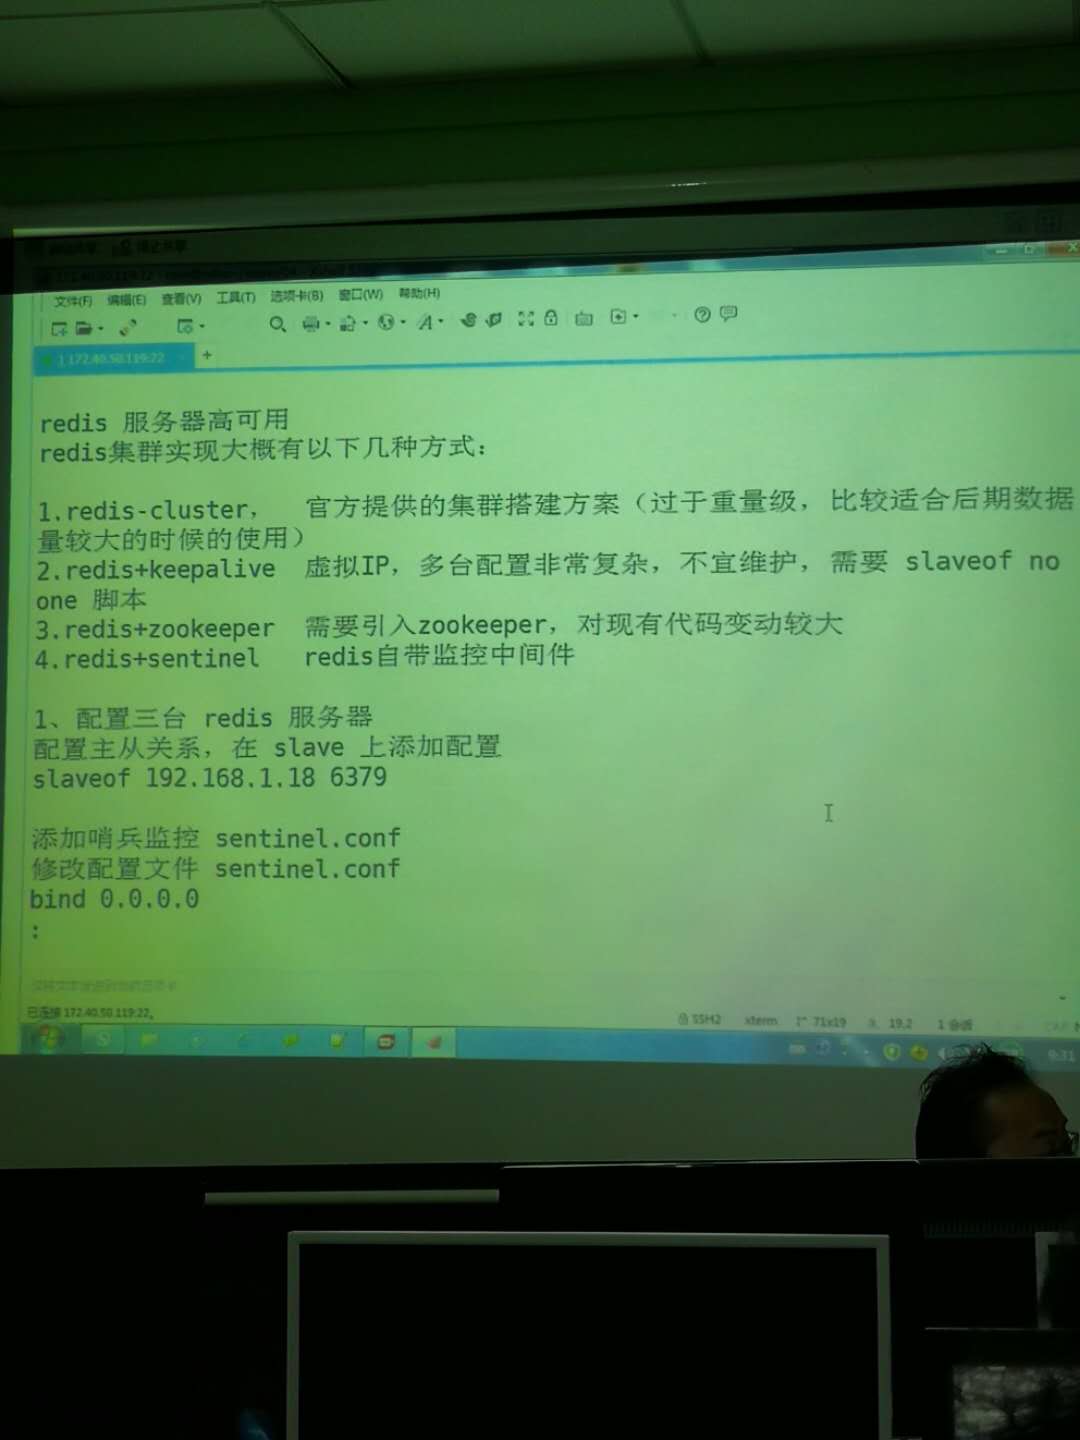 文件(F) 编辑(E) 查看(V) 工具(T) 选项卡(B) 窗口(W) 帮助(H)
1 172.40.50.119:22 +
redis 服务器高可用
redis集群实现大概有以下几种方式：
1.redis-cluster， 官方提供的集群搭建方案（过于重量级，比较适合后期数据
量较大的时候的使用）
2.redis+keepalive 虚拟IP，多台配置非常复杂，不宜维护，需要 slaveof no
one 脚本
3.redis+zookeeper 需要引入zookeeper，对现有代码变动较大
4.redis+sentinel redis自带监控中间件
1、配置三台 redis 服务器
配置主从关系，在 slave 上添加配置
slaveof 192.168.1.18 6379
添加哨兵监控 sentinel.conf
修改配置文件 sentinel.conf
bind 0.0.0.0
:
已连接 172.40.50.119:22。
SSH2 xterm 71x19 19,2 1 会话
9:31